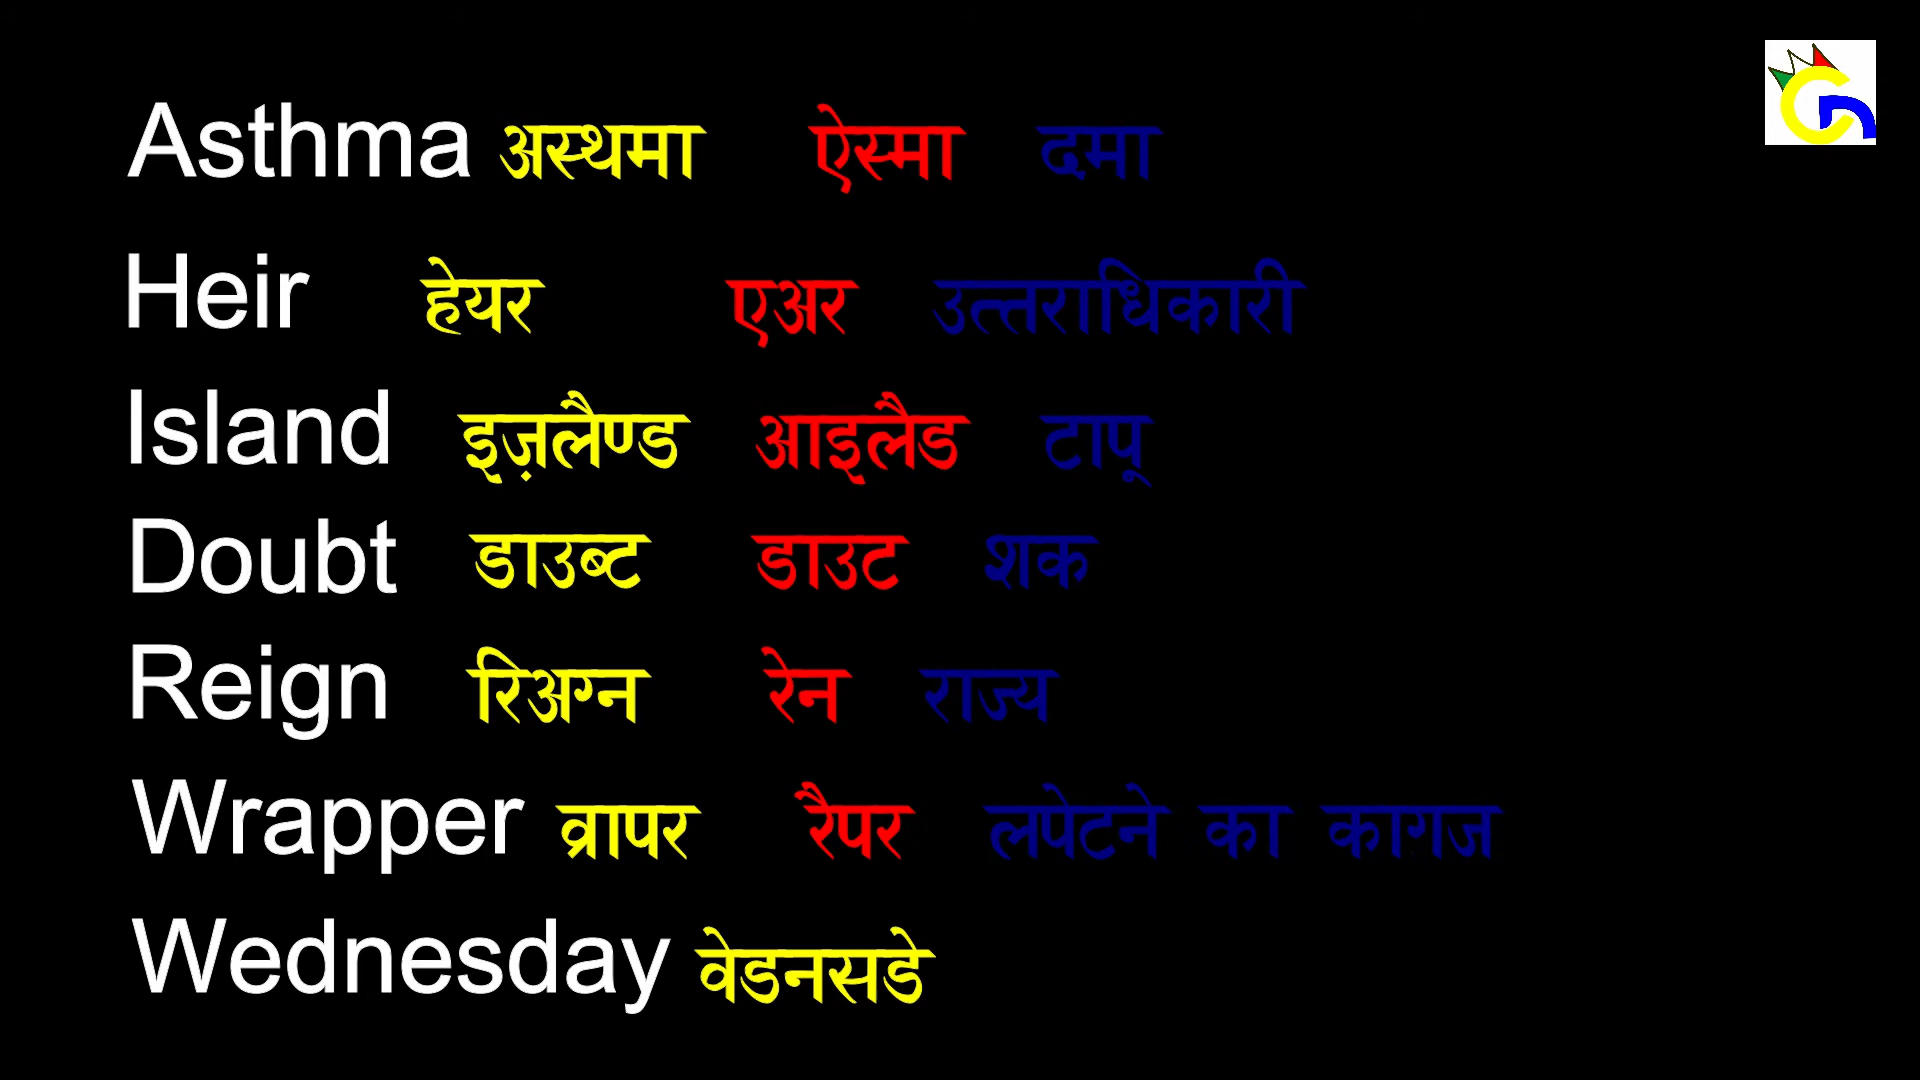 Asthma अस्थमा ऐस्मा दमा
Heir हेयर एअर उत्तराधिकारी
Island इज़लैण्ड आइलैड टापू
Doubt डाउब्ट डाउट शक
Reign रिअग्न रेन राज्य
Wrapper व्रापर रैपर लपेटने का कागज
Wednesday वेडनसडे